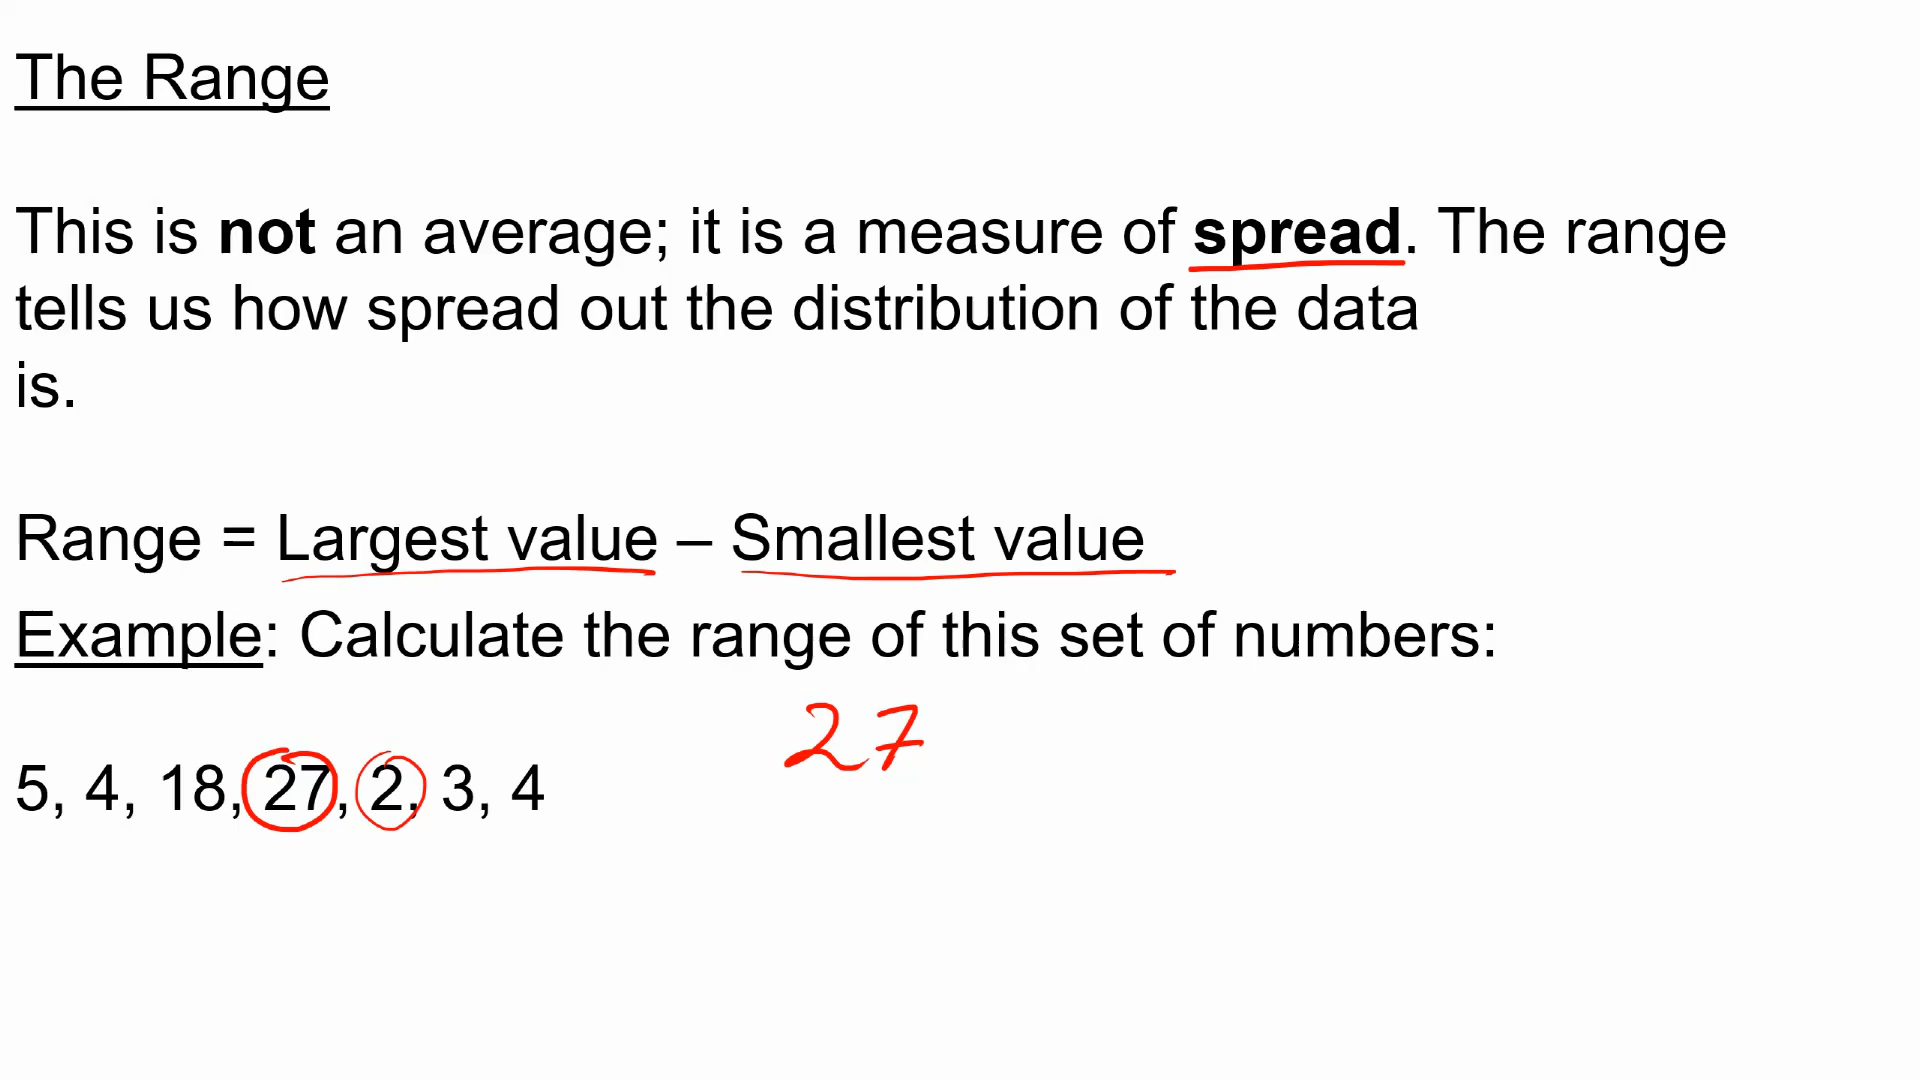 The Range
This is not an average; it is a measure of spread. The range
tells us how spread out the distribution of the data
is.
Range = Largest value – Smallest value
Example: Calculate the range of this set of numbers:
27
5, 4, 18, 27, 2, 3, 4